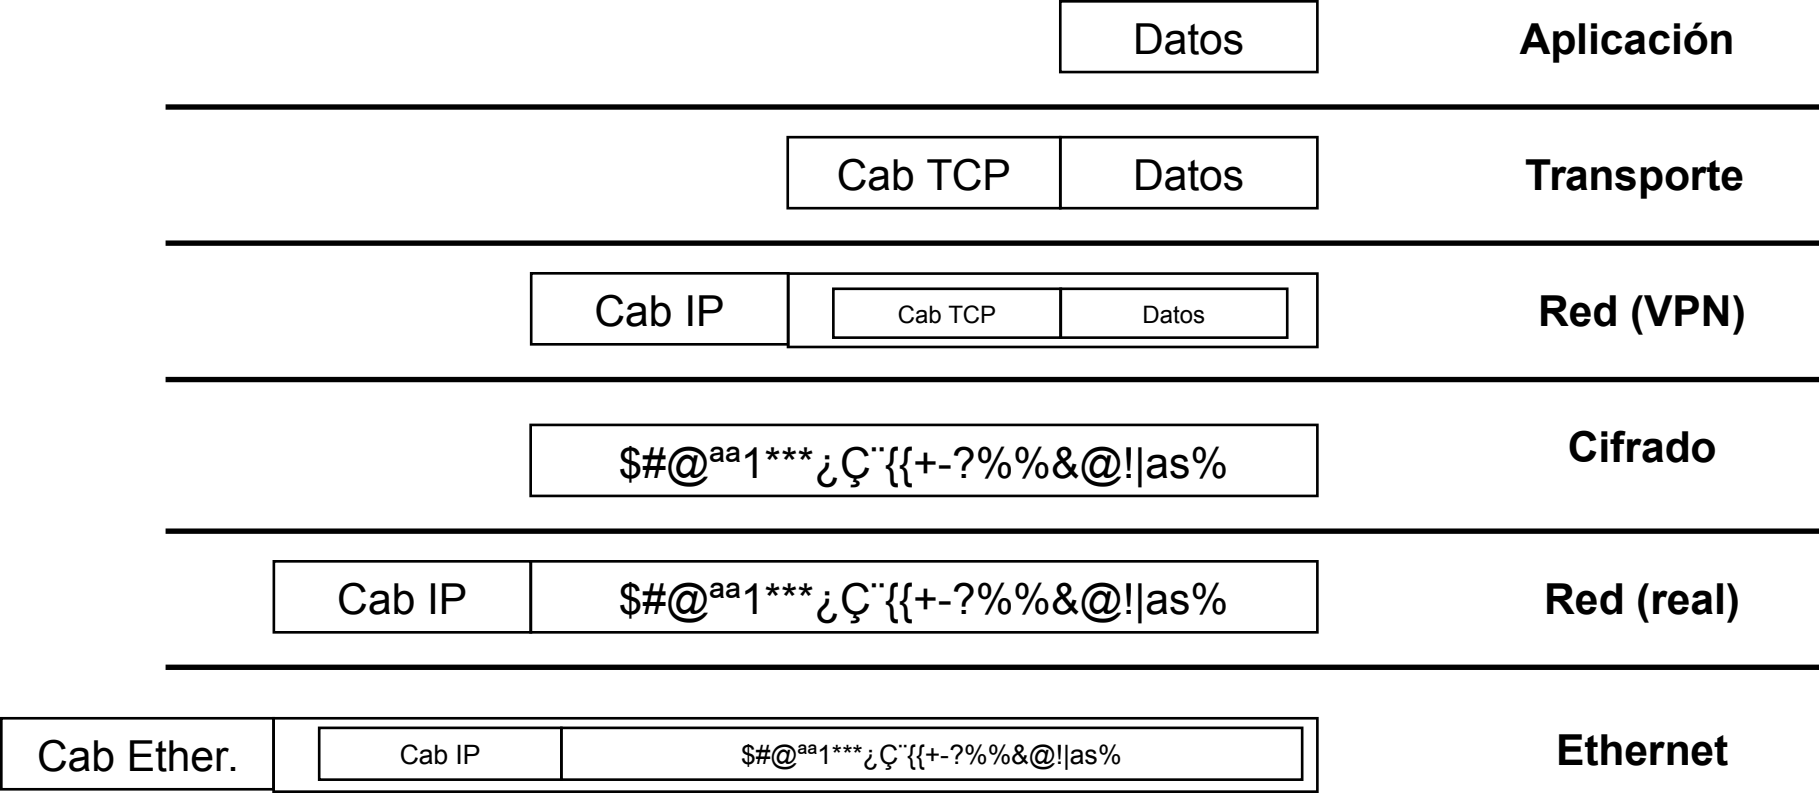 Datos Aplicación
Cab TCP Datos Transporte
Cab IP Cab TCP Datos Red (VPN)
$#@ªª1***¿Ç¨{{+-?%%&@!|as% Cifrado
Cab IP $#@ªª1***¿Ç¨{{+-?%%&@!|as% Red (real)
Cab Ether. Cab IP $#@ªª1***¿Ç¨{{+-?%%&@!|as% Ethernet